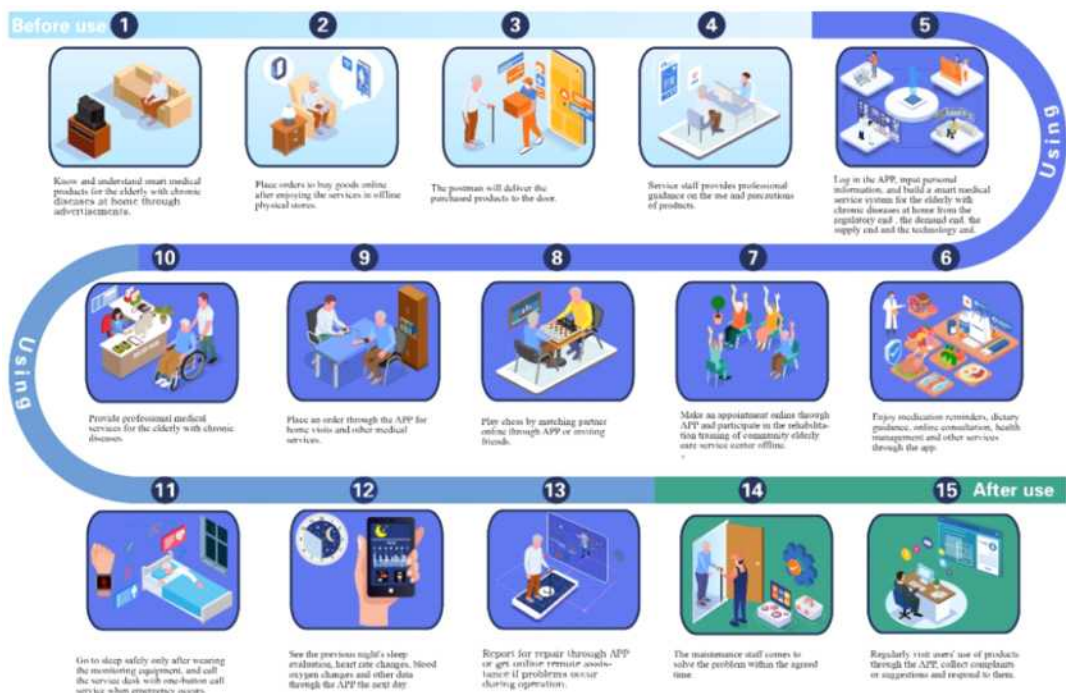 Before use
1
2
3
4
5
Know and understand smart medical
products for the elderly with chronic
diseases at home through
advertisements.
Place orders to buy goods online
after enjoying the services in offline
physical stores.
The postman will deliver the
purchased products to the door.
Service staff provides professional
guidance on the use and precautions
of products.
Log in the APP, input personal
information, and build a smart medical
service system for the elderly with
chronic diseases at home from the
regulatory end , the demand end, the
supply end and the technology end.
Using
10
9
8
7
6
Provide professional medical
services for the elderly with chronic
diseases.
Place an order through the APP for
home visits and other medical
services.
Play chess by matching partner
online through APP or inviting
friends.
Make an appointment online through
APP and participate in the rehabilita-
tion training of community elderly
care service center offline.
Enjoy medication reminders, dietary
guidance, online consultation, health
management and other services
through the app.
Using
11
12
13
14
15
After use
Go to sleep safely only after wearing
the monitoring equipment, and call
the service desk with one-button call
service when emergency occurs.
See the previous night's sleep
evaluation, heart rate changes, blood
oxygen changes and other data
through the APP the next day
Report for repair through APP
or get online remote assis-
tance if problems occur
during operation.
The maintenance staff comes to
solve the problem within the agreed
time.
Regularly visit users' use of products
through the APP, collect complaints
or suggestions and respond to them.